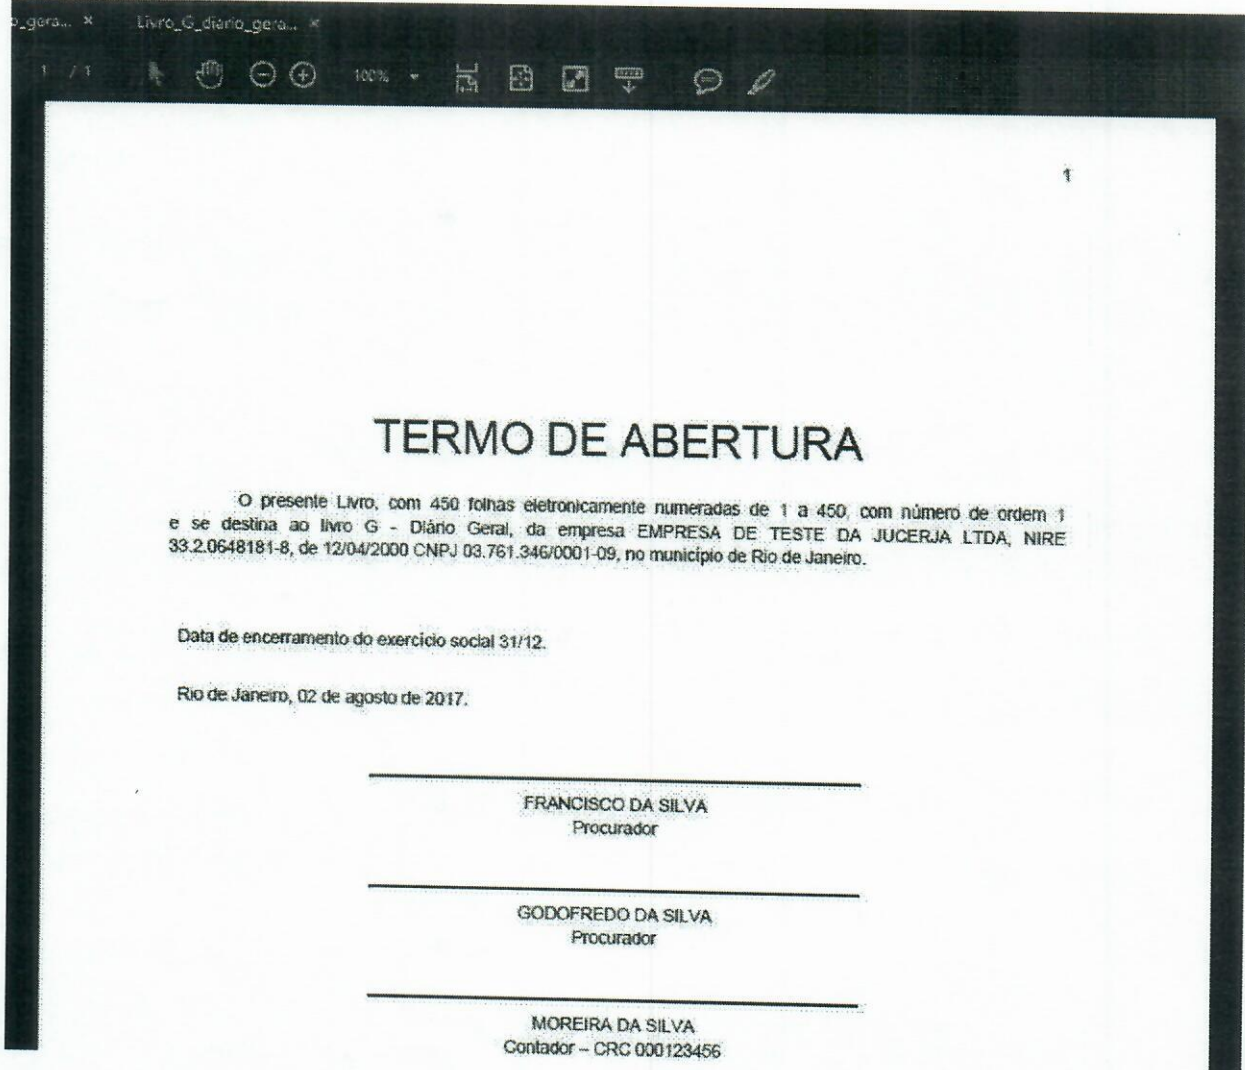 Livro_G_diario_gera... ×
1 / 1
100%
1
TERMO DE ABERTURA
O presente Livro, com 450 folhas eletronicamente numeradas de 1 a 450, com número de ordem 1
e se destina ao livro G - Diário Geral, da empresa EMPRESA DE TESTE DA JUCERJA LTDA, NIRE
33.2.0648181-8, de 12/04/2000 CNPJ 03.761.346/0001-09, no município de Rio de Janeiro.
Data de encerramento do exercício social 31/12.
Rio de Janeiro, 02 de agosto de 2017.
FRANCISCO DA SILVA
Procurador
GODOFREDO DA SILVA
Procurador
MOREIRA DA SILVA
Contador – CRC 000123456